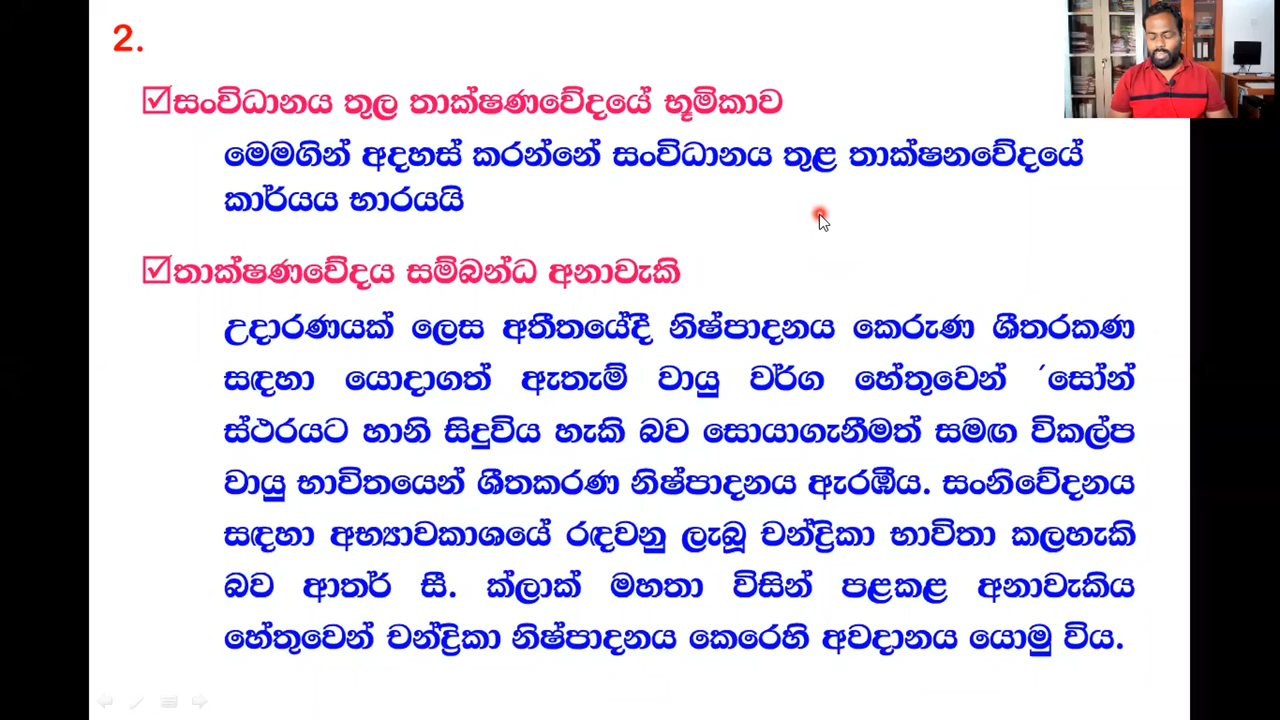 2.
☑සංවිධානය තුල තාක්ෂණවේදයේ භූමිකාව
මෙමගින් අදහස් කරන්නේ සංවිධානය තුළ තාක්ෂනවේදයේ
කාර්යය භාරයයි
☑තාක්ෂණවේදය සම්බන්ධ අනාවැකි
උදාරණයක් ලෙස අතීතයේදී නිෂ්පාදනය කෙරුණ ශීතරකණ
සඳහා යොදාගත් ඇතැම් වායු වර්ග හේතුවෙන් ´සෝන්
ස්ථරයට හානි සිදුවිය හැකි බව සොයාගැනීමත් සමඟ විකල්ප
වායු භාවිතයෙන් ශීතකරණ නිෂ්පාදනය ඇරඹීය. සංනිවේදනය
සඳහා අභ්‍යාවකාශයේ රඳවනු ලැබූ චන්ද්‍රිකා භාවිතා කලහැකි
බව ආතර් සී. ක්ලාක් මහතා විසින් පළකළ අනාවැකිය
හේතුවෙන් චන්ද්‍රිකා නිෂ්පාදනය කෙරෙහි අවදානය යොමු විය.